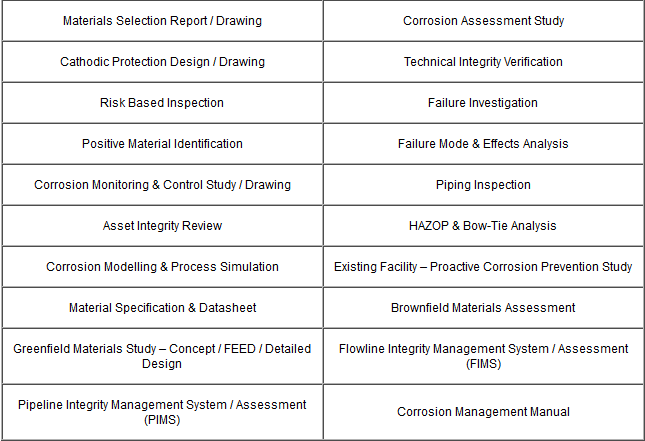 Materials Selection Report / Drawing
Corrosion Assessment Study
Cathodic Protection Design / Drawing
Technical Integrity Verification
Risk Based Inspection
Failure Investigation
Positive Material Identification
Failure Mode & Effects Analysis
Corrosion Monitoring & Control Study / Drawing
Piping Inspection
Asset Integrity Review
HAZOP & Bow-Tie Analysis
Corrosion Modelling & Process Simulation
Existing Facility – Proactive Corrosion Prevention Study
Material Specification & Datasheet
Brownfield Materials Assessment
Greenfield Materials Study – Concept / FEED / Detailed
Design
Flowline Integrity Management System / Assessment
(FIMS)
Pipeline Integrity Management System / Assessment
(PIMS)
Corrosion Management Manual